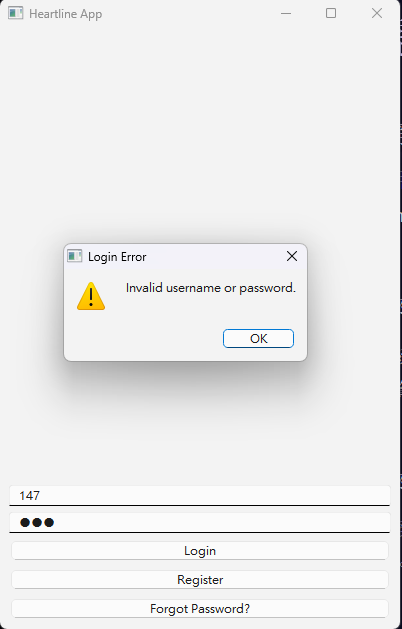 Heartline App
Login Error
Invalid username or password.
OK
147
●●●
Login
Register
Forgot Password?